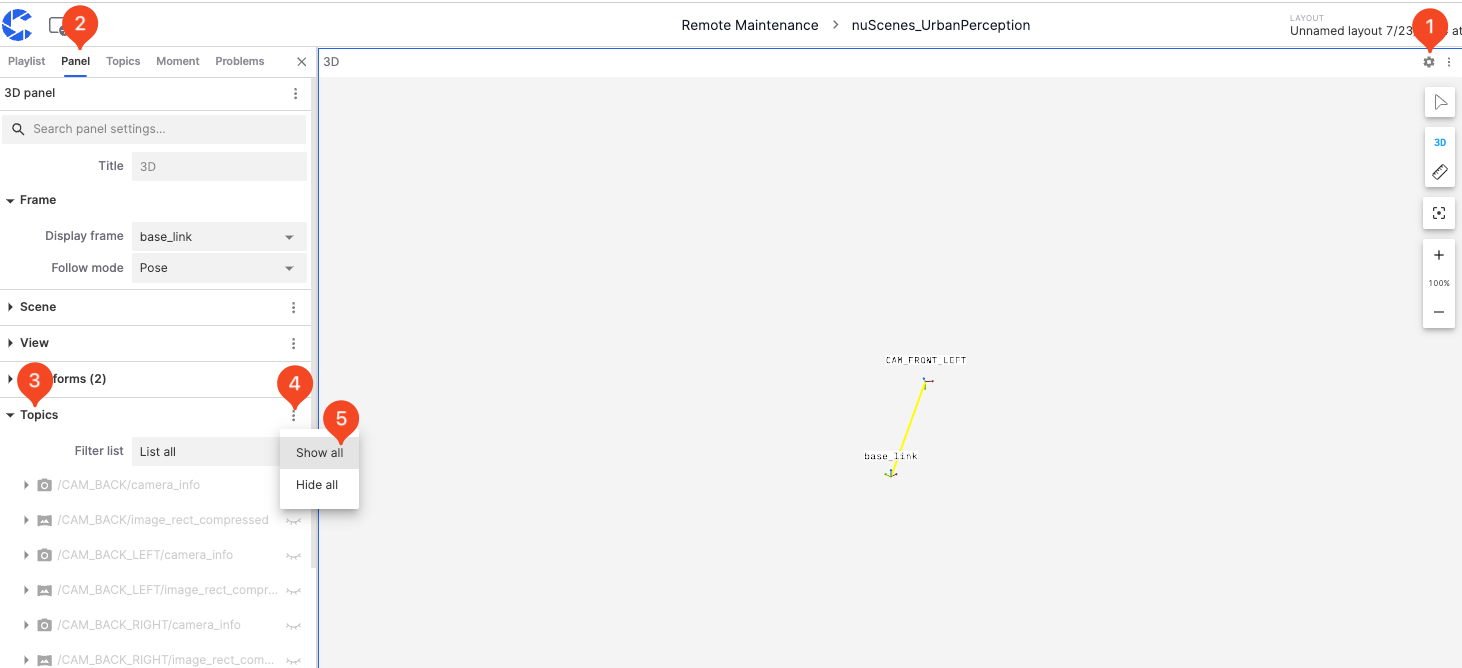 2
Remote Maintenance > nuScenes_UrbanPerception
LAYOUT
Unnamed layout 7/23, at
1
Playlist Panel Topics Moment Problems
3D
3D panel
Search panel settings...
Title 3D
Frame
Display frame base_link
Follow mode Pose
Scene
View
forms (2)
3
4
Topics
5
Filter list List all
Show all
Hide all
/CAM_BACK/camera_info
/CAM_BACK/image_rect_compressed
/CAM_BACK_LEFT/camera_info
/CAM_BACK_LEFT/image_rect_compr...
/CAM_BACK_RIGHT/camera_info
/CAM_BACK_RIGHT/image_rect_com...
CAM_FRONT_LEFT
base_link
3D
+
100%
−